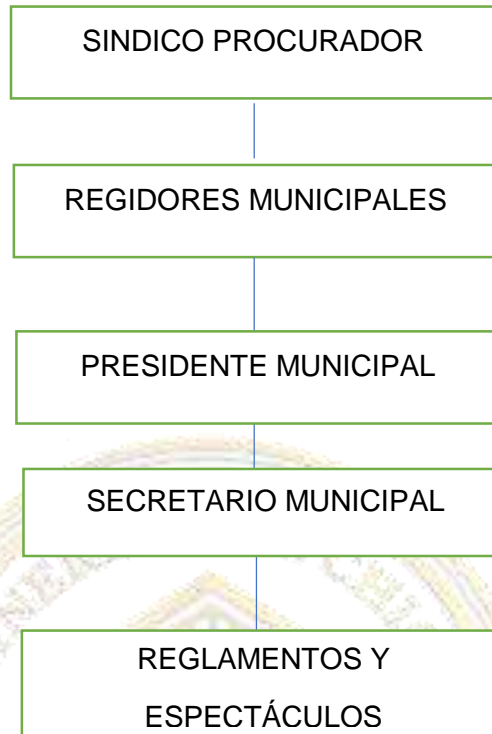 SINDICO PROCURADOR
REGIDORES MUNICIPALES
PRESIDENTE MUNICIPAL
SECRETARIO MUNICIPAL
REGLAMENTOS Y
ESPECTÁCULOS